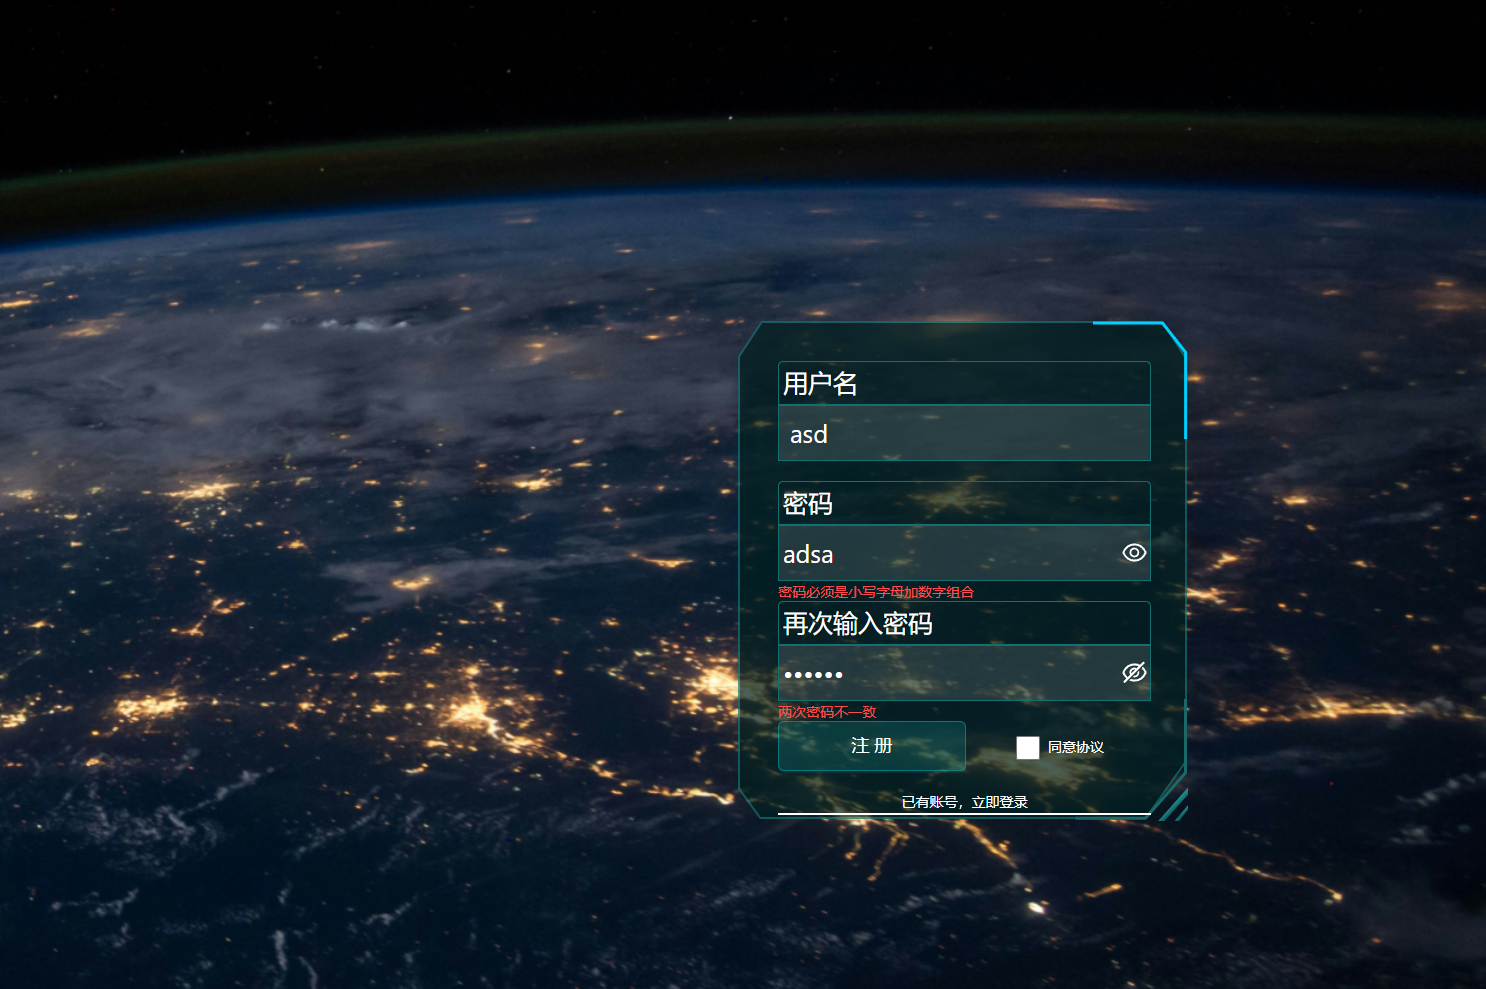 用户名
asd
密码
adsa
密码必须是小写字母加数字组合
再次输入密码
••••••
两次密码不一致
注 册
同意协议
已有账号，立即登录